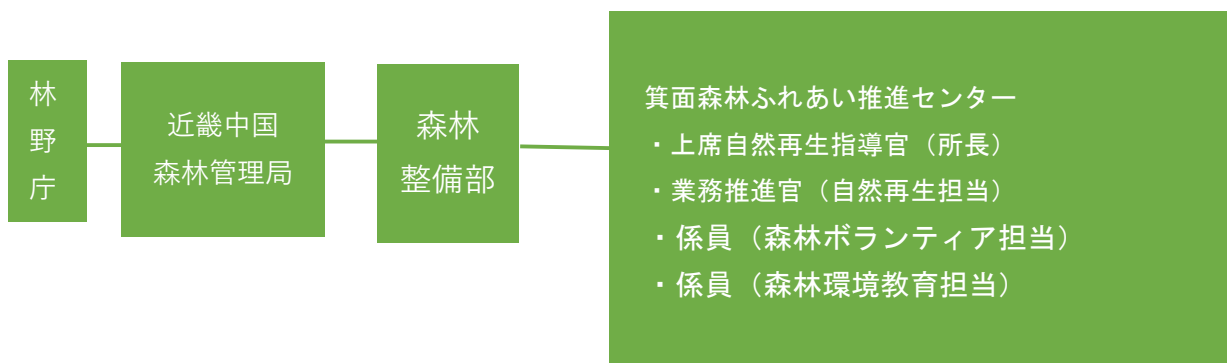 林
野
庁
近畿中国
森林管理局
森林
整備部
箕面森林ふれあい推進センター
・上席自然再生指導官（所長）
・業務推進官（自然再生担当）
・係員（森林ボランティア担当）
・係員（森林環境教育担当）